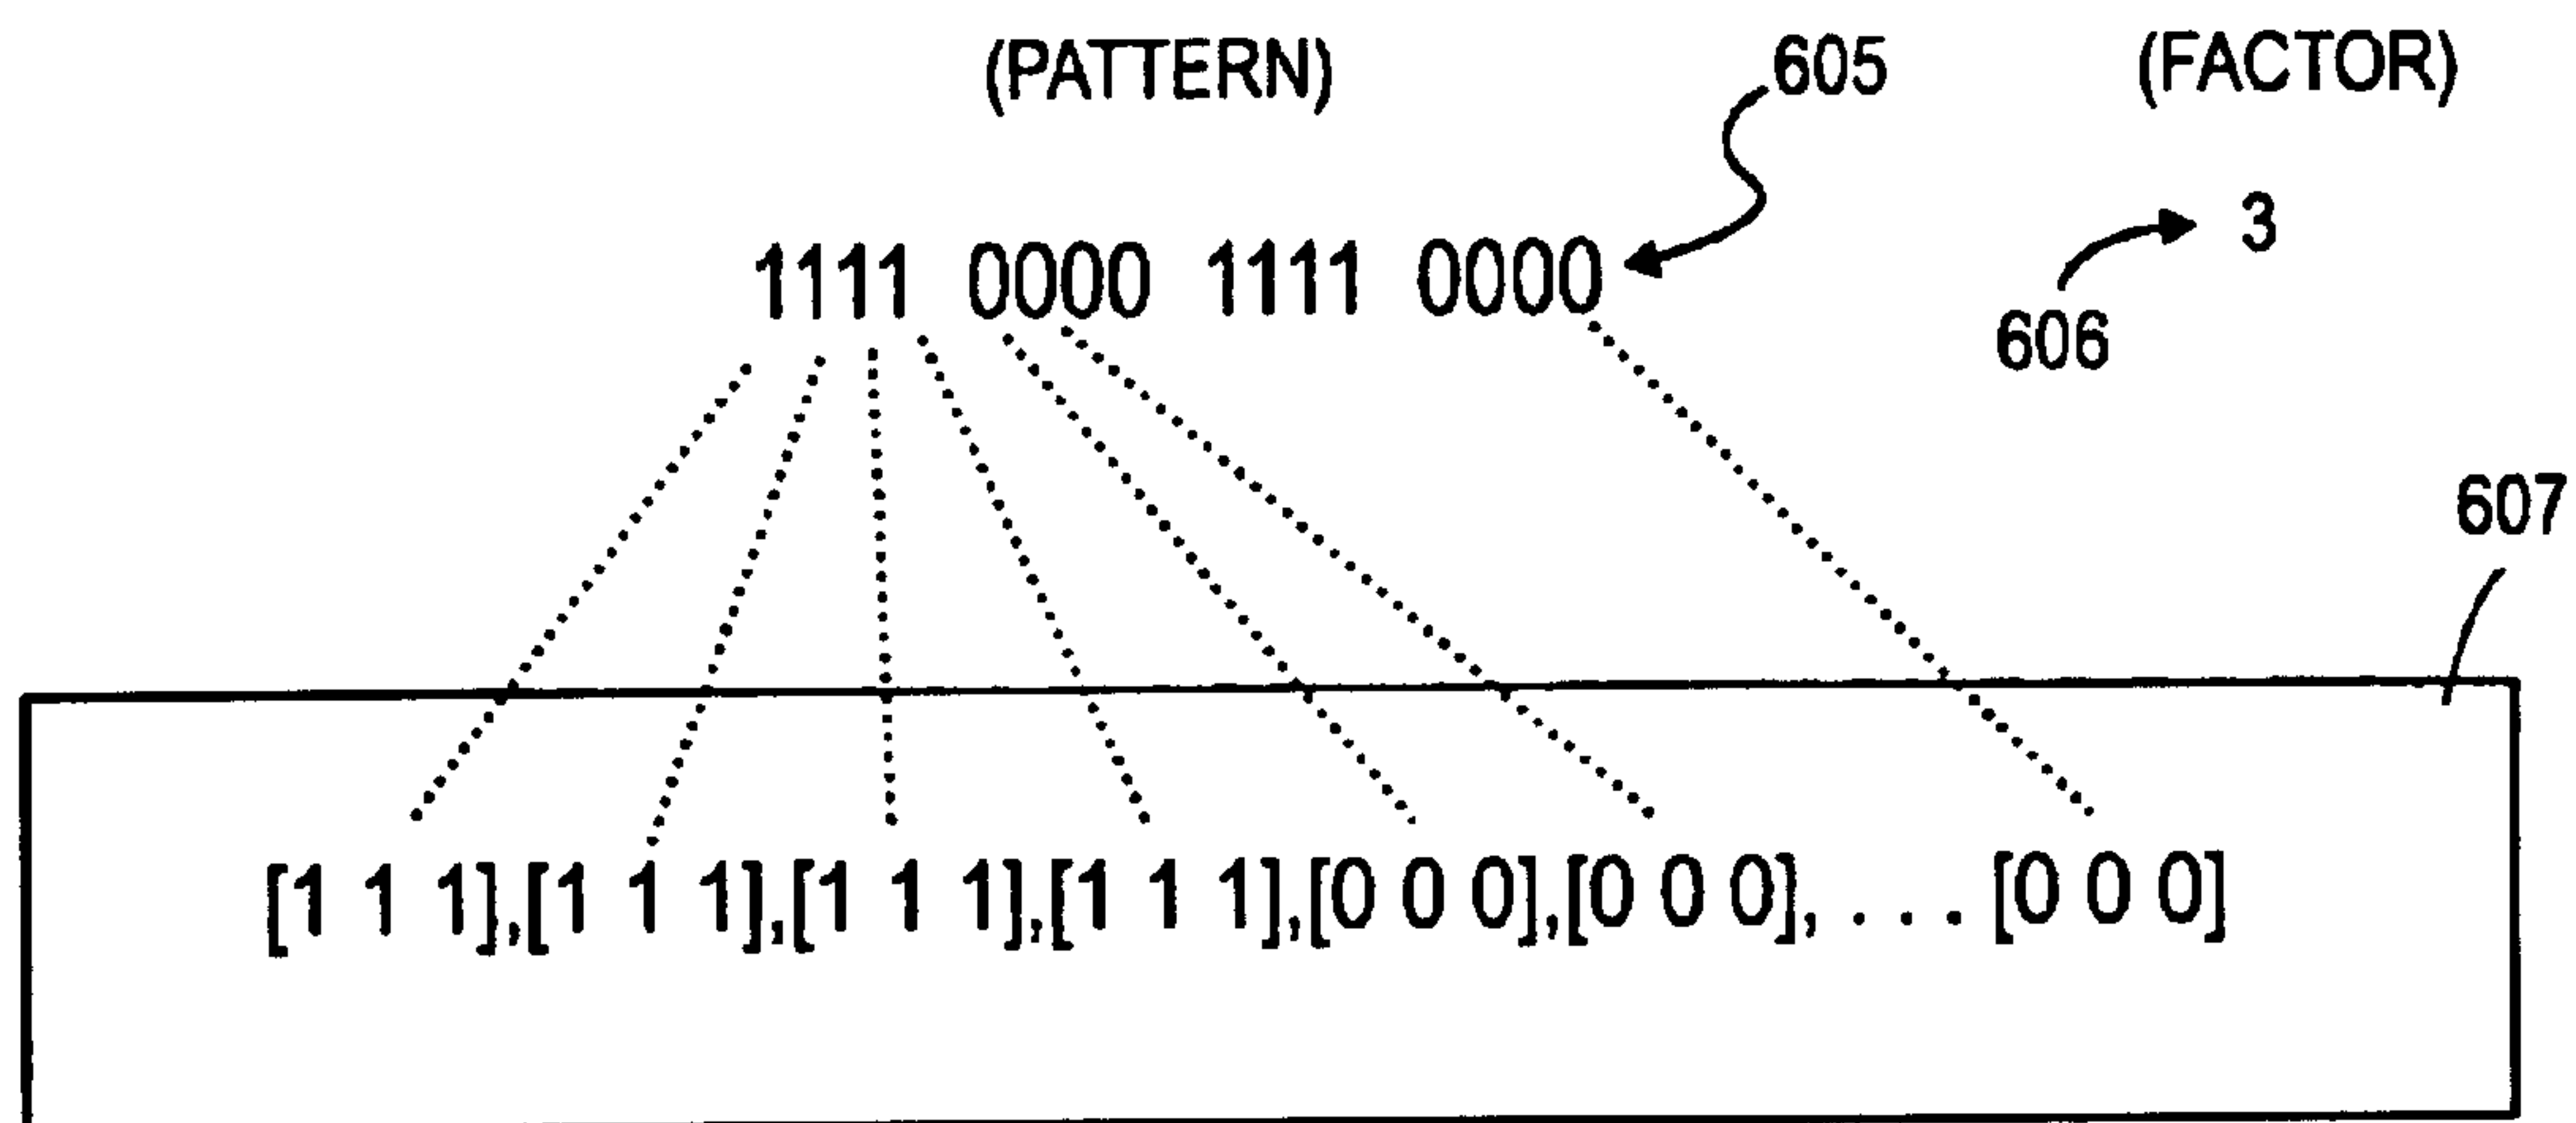 (PATTERN) 605 (FACTOR)
1111 0000 1111 0000 3
606
607
[1 1 1],[1 1 1],[1 1 1],[1 1 1],[0 0 0],[0 0 0], . . . [0 0 0]